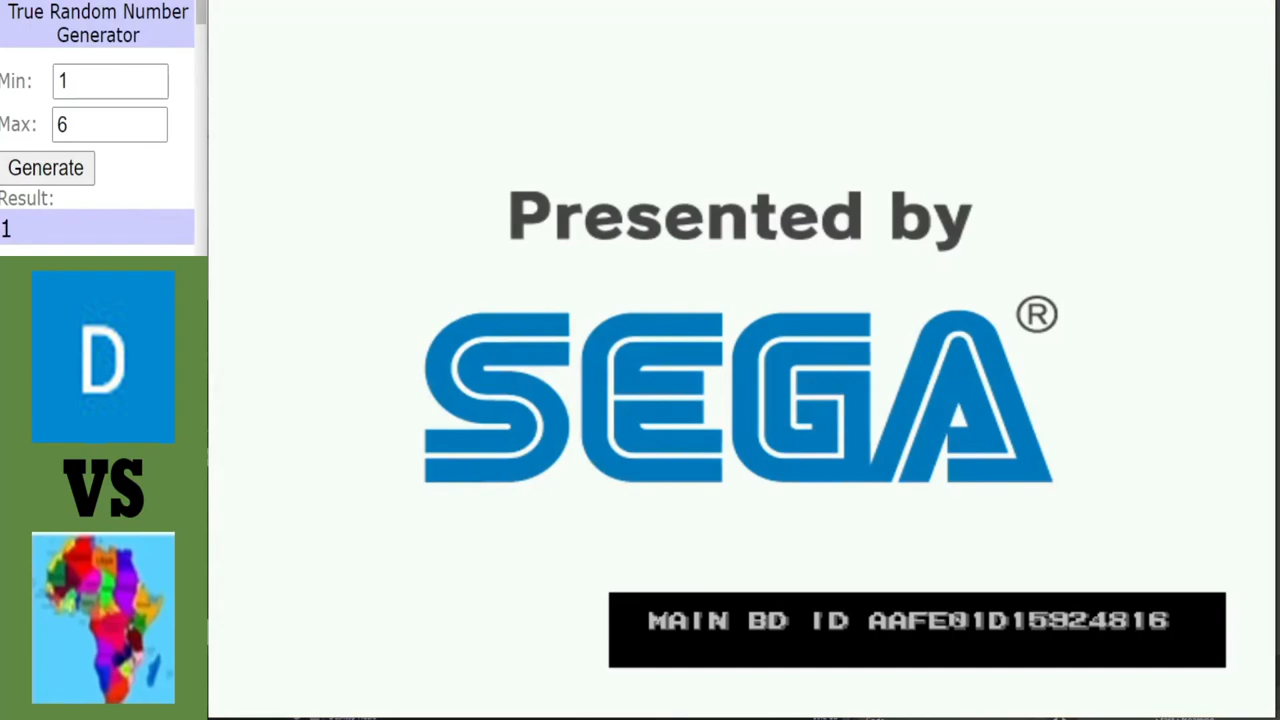 True Random Number
Generator
Min: 1
Max: 6
Generate
Result:
1
D
VS
Presented by
SEGA®
MAIN BD ID AAFE01D15924816